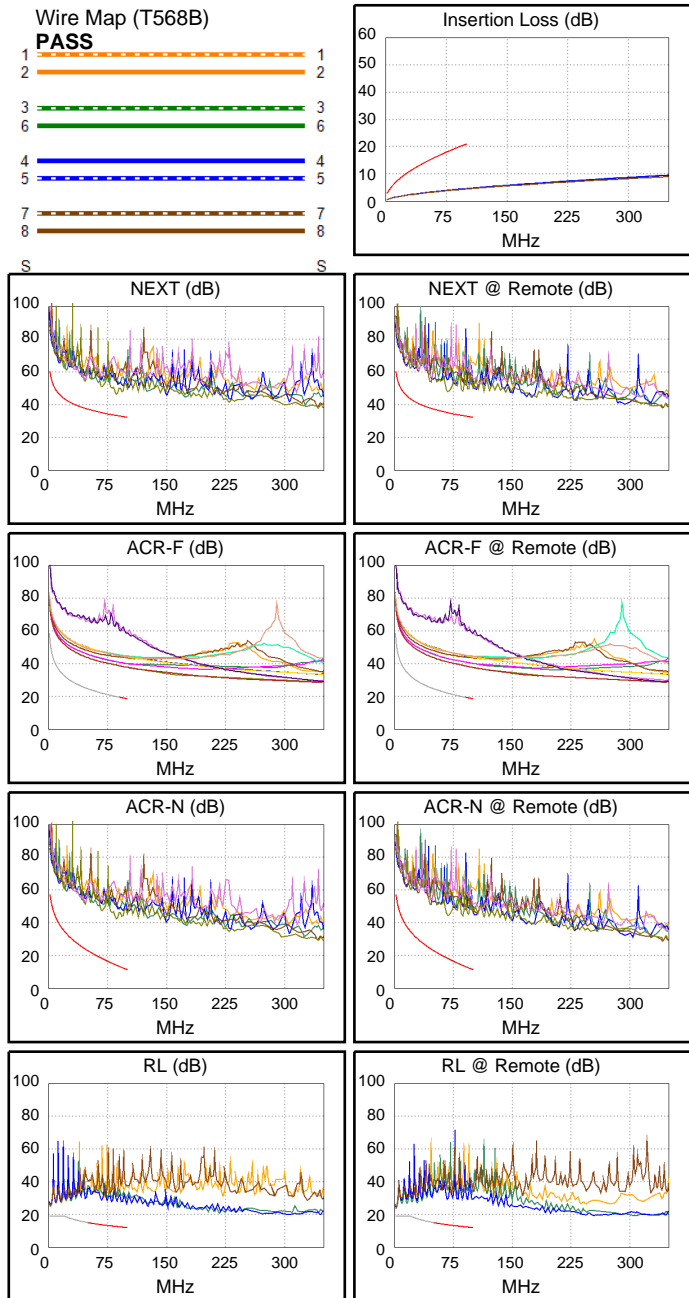 Wire Map (T568B)
PASS
1 1
2 2
3 3
6 6
4 4
5 5
7 7
8 8
S S
Insertion Loss (dB)
60
50
40
30
20
10
0
0 75 150 225 300
MHz
NEXT (dB)
100
80
60
40
20
0
0 75 150 225 300
MHz
NEXT @ Remote (dB)
100
80
60
40
20
0
0 75 150 225 300
MHz
ACR-F (dB)
100
80
60
40
20
0
0 75 150 225 300
MHz
ACR-F @ Remote (dB)
100
80
60
40
20
0
0 75 150 225 300
MHz
ACR-N (dB)
100
80
60
40
20
0
0 75 150 225 300
MHz
ACR-N @ Remote (dB)
100
80
60
40
20
0
0 75 150 225 300
MHz
RL (dB)
100
80
60
40
20
0
0 75 150 225 300
MHz
RL @ Remote (dB)
100
80
60
40
20
0
0 75 150 225 300
MHz